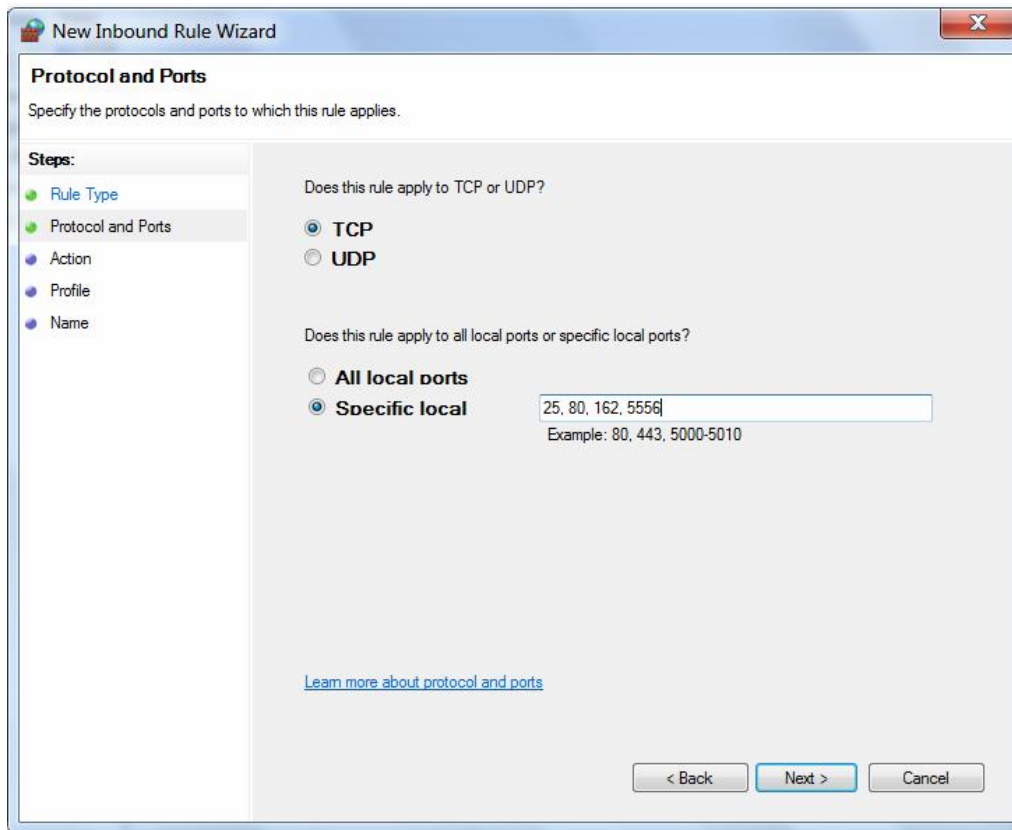 New Inbound Rule Wizard
X
Protocol and Ports
Specify the protocols and ports to which this rule applies.
Steps:
Rule Type
Protocol and Ports
Action
Profile
Name
Does this rule apply to TCP or UDP?
TCP
UDP
Does this rule apply to all local ports or specific local ports?
All local ports
Specific local
25, 80, 162, 5556
Example: 80, 443, 5000-5010
Learn more about protocol and ports
< Back Next > Cancel